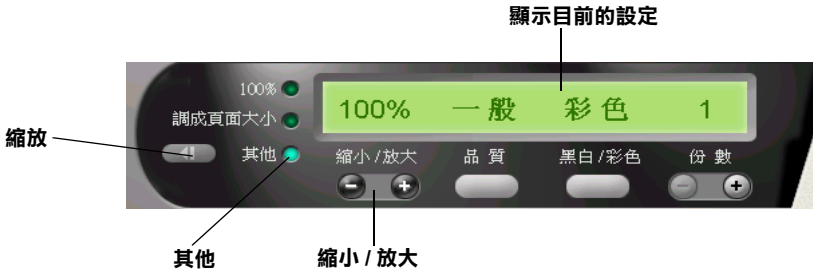 顯示目前的設定
100%
調成頁面大小
其他
100% 一般 彩色 1
縮小/放大 品質 黑白/彩色 份數
縮放
其他
縮小 / 放大